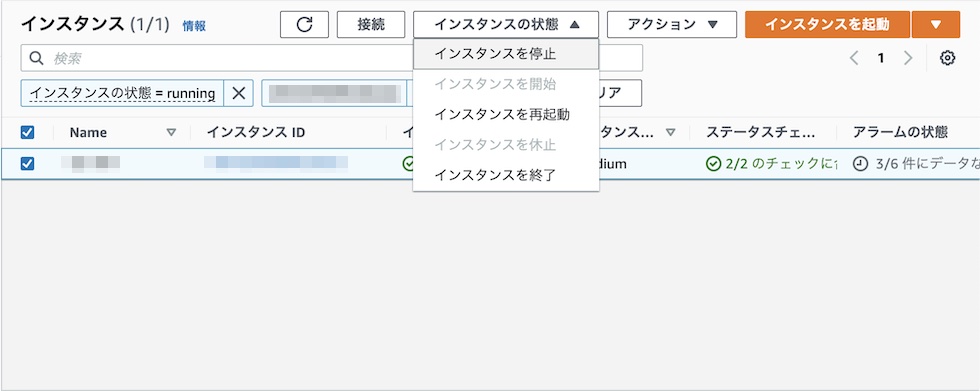 インスタンス (1/1) 情報
接続
インスタンスの状態
アクション
インスタンスを起動
検索
1
インスタンスの状態 = running
リア
インスタンスを停止
インスタンスを開始
インスタンスを再起動
インスタンスを休止
インスタンスを終了
Name
インスタンス ID
イ
タンス...
ステータスチェ...
アラームの状態
dium
2/2 のチェックに
3/6 件にデータな